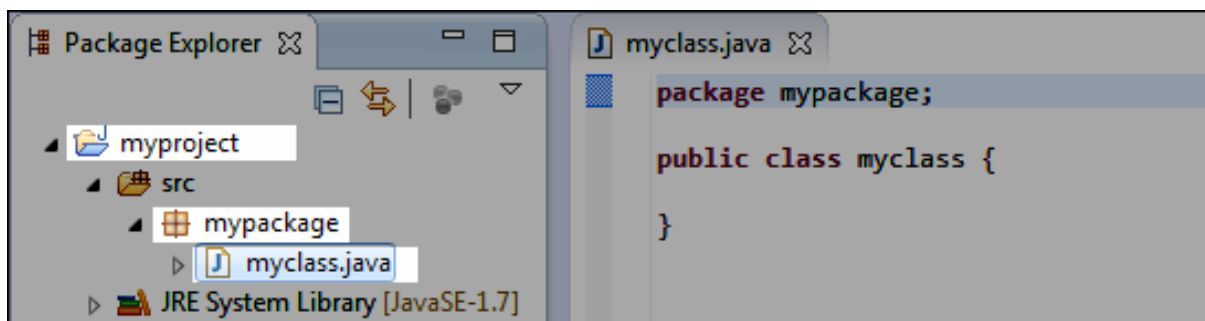 Package Explorer
myproject
src
mypackage
myclass.java
JRE System Library [JavaSE-1.7]
myclass.java
package mypackage;
public class myclass {
}